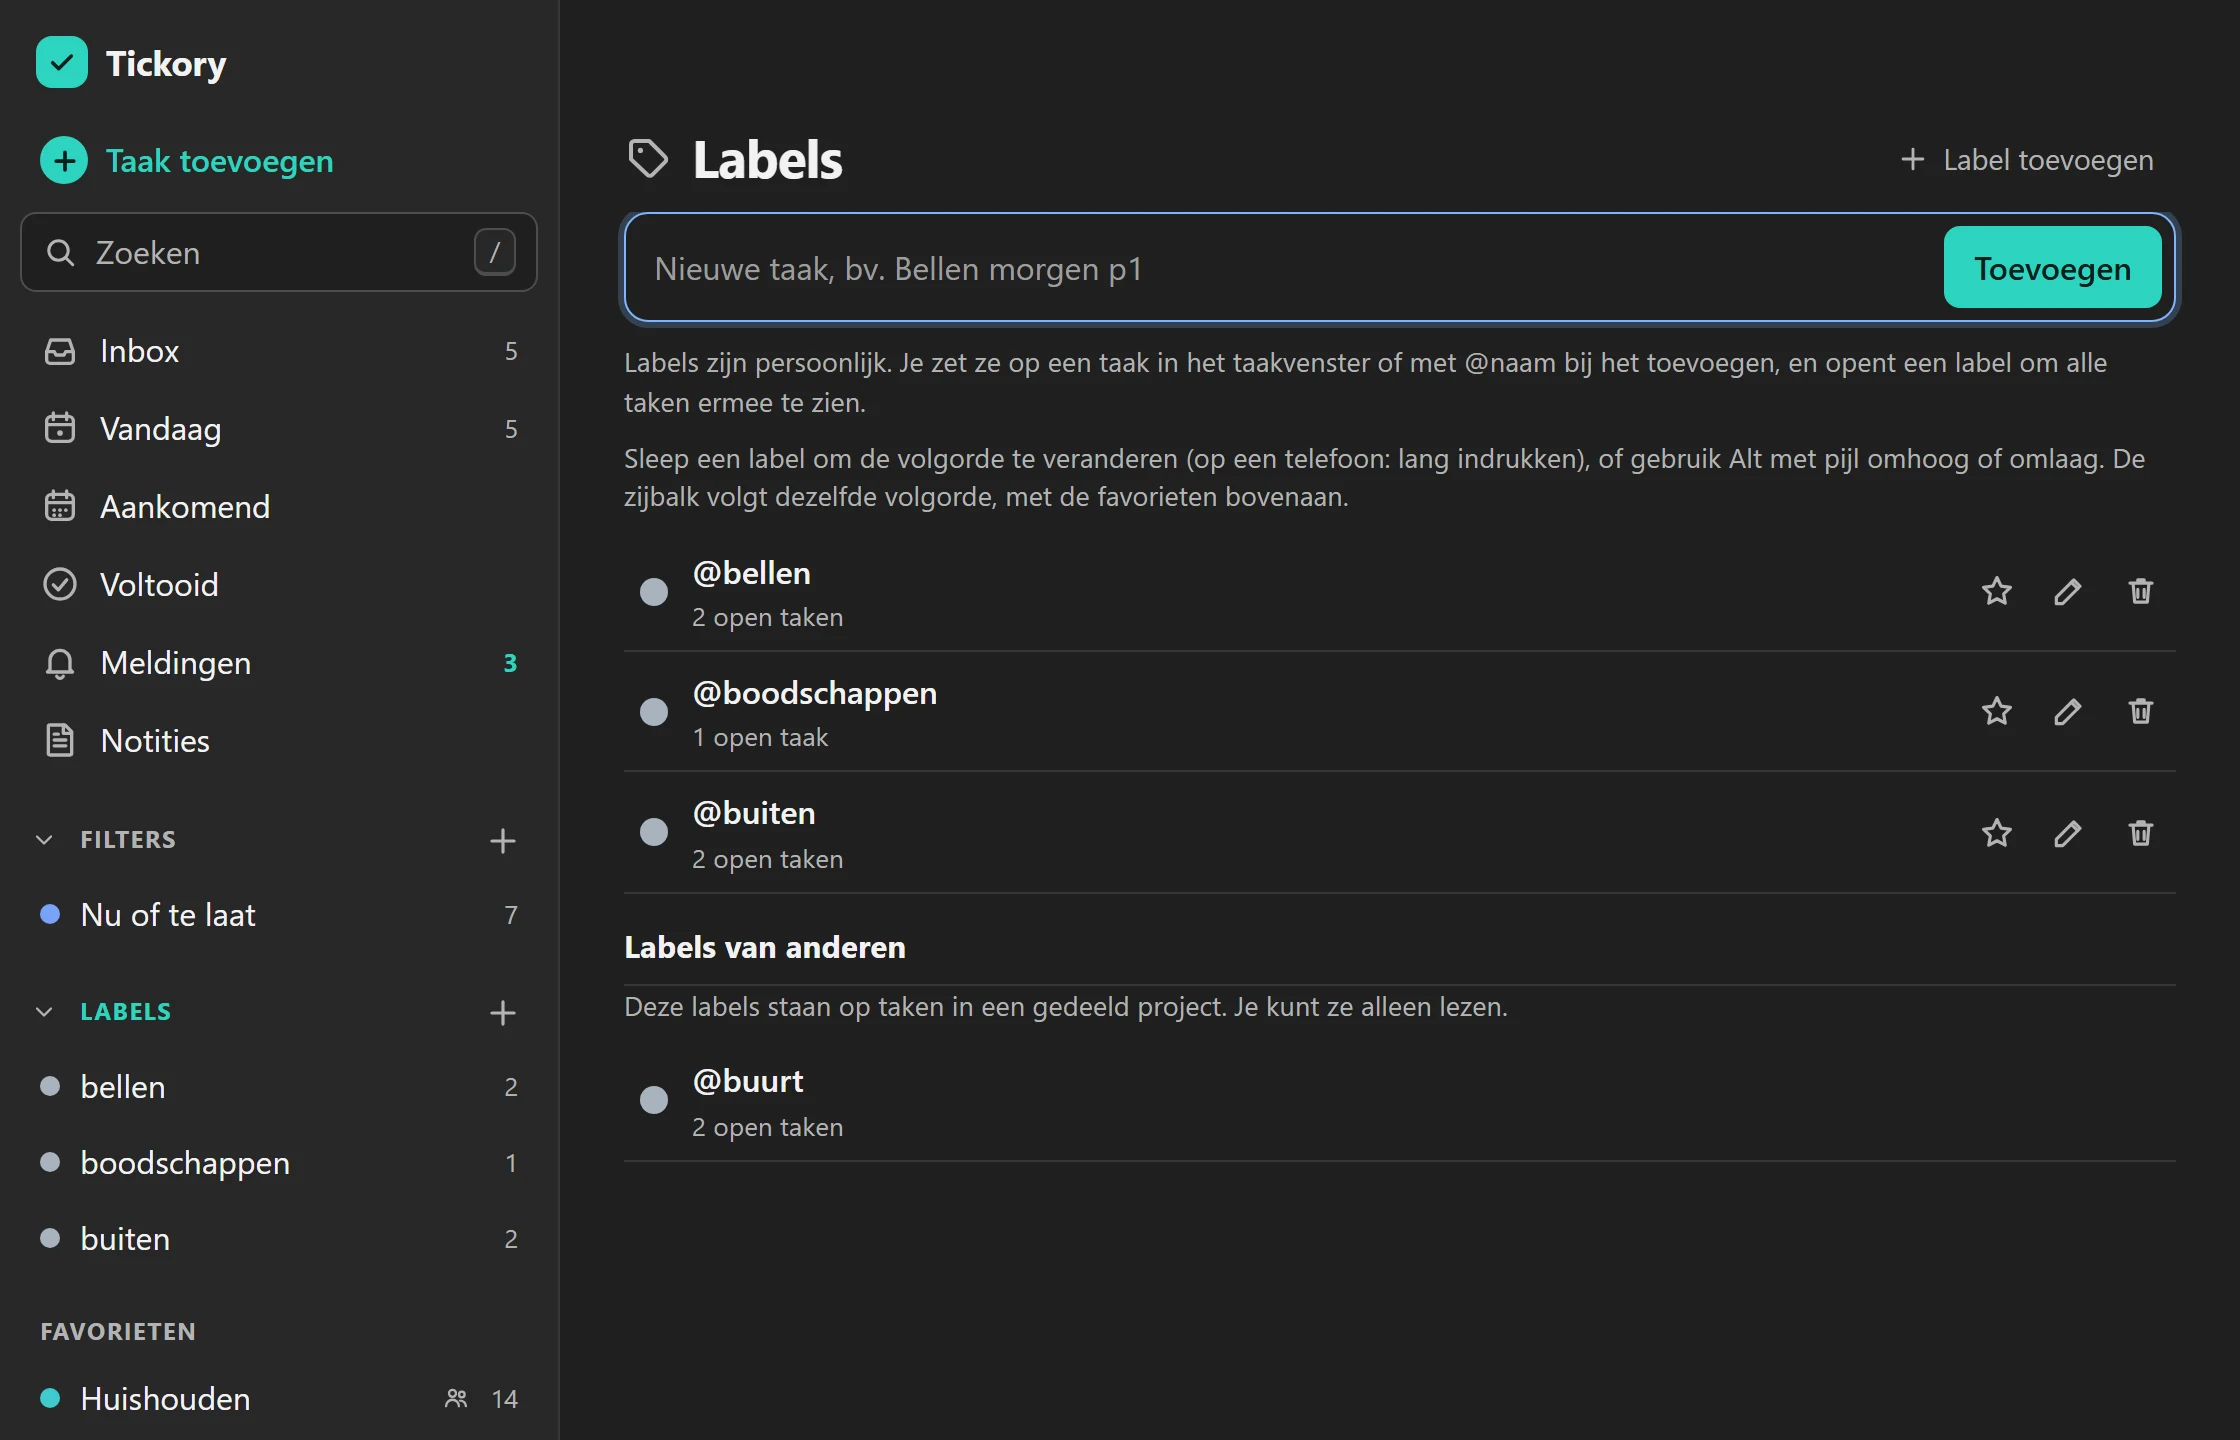 Tickory
Taak toevoegen
Zoeken /
Inbox 5
Vandaag 5
Aankomend
Voltooid
Meldingen 3
Notities
FILTERS
Nu of te laat 7
LABELS
bellen 2
boodschappen 1
buiten 2
FAVORIETEN
Huishouden 14
Labels
Label toevoegen
Nieuwe taak, bv. Bellen morgen p1
Toevoegen
Labels zijn persoonlijk. Je zet ze op een taak in het taakvenster of met @naam bij het toevoegen, en opent een label om alle
taken ermee te zien.
Sleep een label om de volgorde te veranderen (op een telefoon: lang indrukken), of gebruik Alt met pijl omhoog of omlaag. De
zijbalk volgt dezelfde volgorde, met de favorieten bovenaan.
@bellen
2 open taken
@boodschappen
1 open taak
@buiten
2 open taken
Labels van anderen
Deze labels staan op taken in een gedeeld project. Je kunt ze alleen lezen.
@buurt
2 open taken